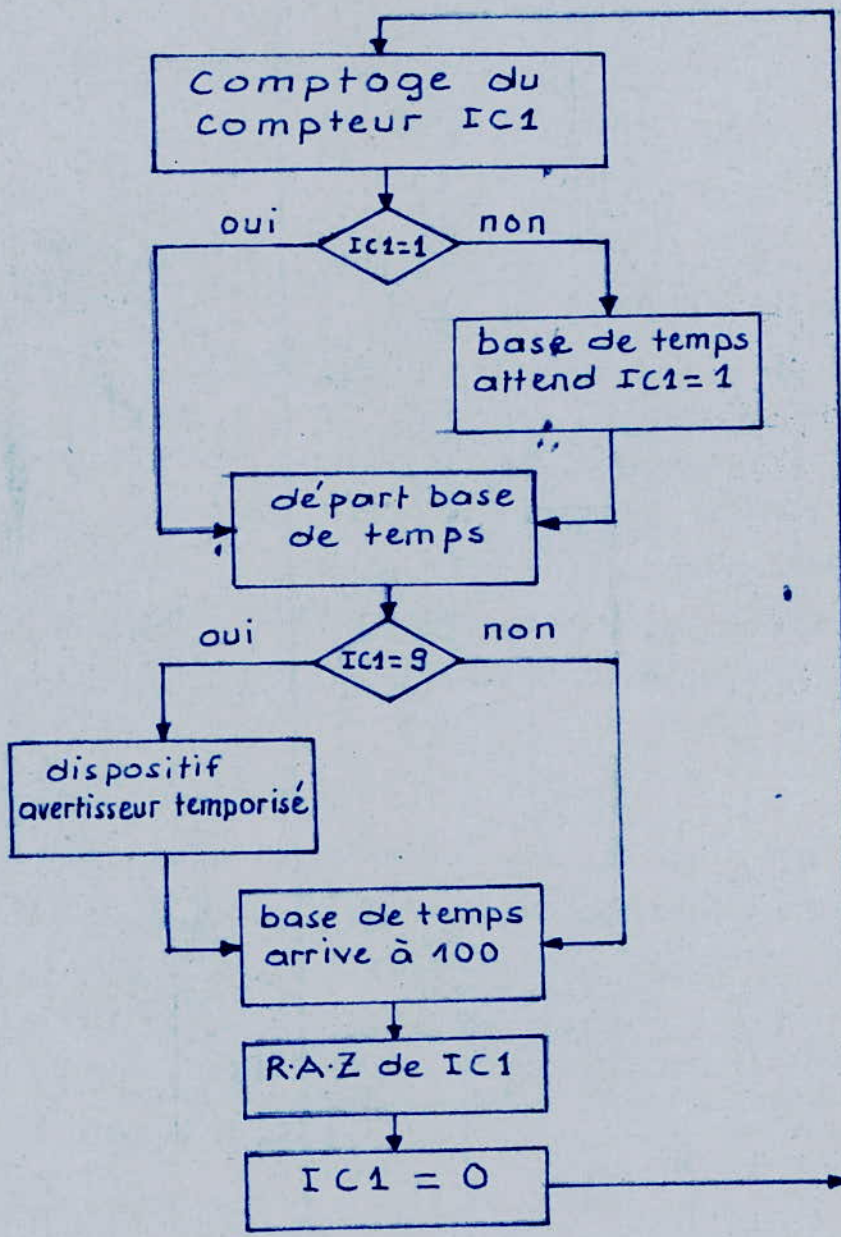 Comptage du
compteur IC1
oui
IC1=1
non
base de temps
attend IC1=1
départ base
de temps
oui
IC1=9
non
dispositif
avertisseur temporisé
base de temps
arrive à 100
R.A.Z de IC1
IC1 = 0